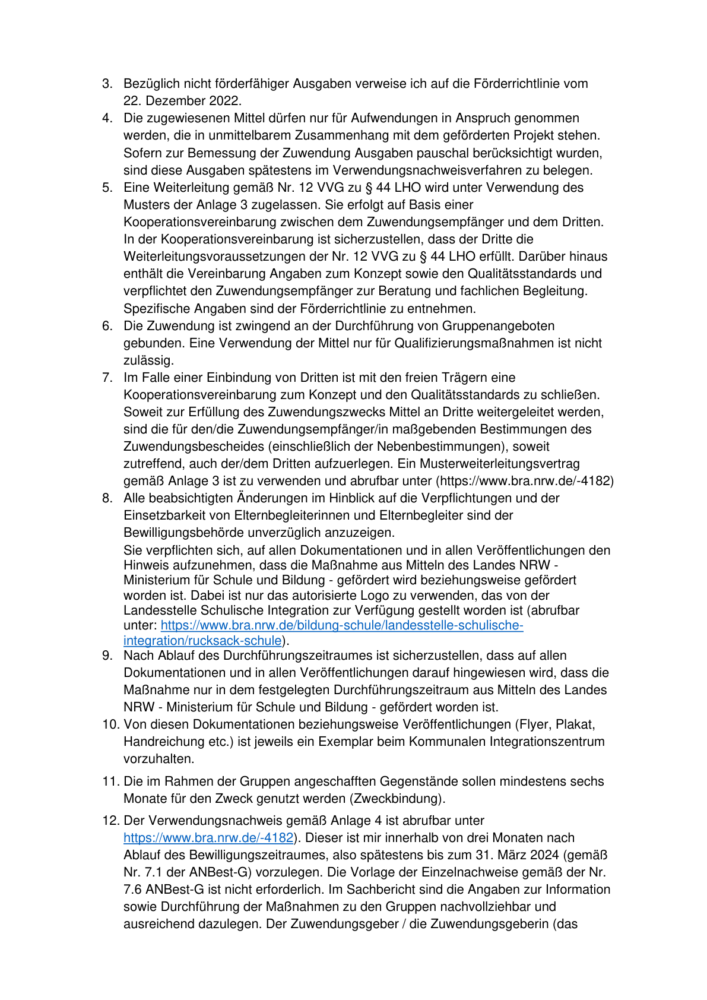 3. Bezüglich nicht förderfähiger Ausgaben verweise ich auf die Förderrichtlinie vom
22. Dezember 2022.
4. Die zugewiesenen Mittel dürfen nur für Aufwendungen in Anspruch genommen
werden, die in unmittelbarem Zusammenhang mit dem geförderten Projekt stehen.
Sofern zur Bemessung der Zuwendung Ausgaben pauschal berücksichtigt wurden,
sind diese Ausgaben spätestens im Verwendungsnachweisverfahren zu belegen.
5. Eine Weiterleitung gemäß Nr. 12 VVG zu § 44 LHO wird unter Verwendung des
Musters der Anlage 3 zugelassen. Sie erfolgt auf Basis einer
Kooperationsvereinbarung zwischen dem Zuwendungsempfänger und dem Dritten.
In der Kooperationsvereinbarung ist sicherzustellen, dass der Dritte die
Weiterleitungsvoraussetzungen der Nr. 12 VVG zu § 44 LHO erfüllt. Darüber hinaus
enthält die Vereinbarung Angaben zum Konzept sowie den Qualitätsstandards und
verpflichtet den Zuwendungsempfänger zur Beratung und fachlichen Begleitung.
Spezifische Angaben sind der Förderrichtlinie zu entnehmen.
6. Die Zuwendung ist zwingend an der Durchführung von Gruppenangeboten
gebunden. Eine Verwendung der Mittel nur für Qualifizierungsmaßnahmen ist nicht
zulässig.
7. Im Falle einer Einbindung von Dritten ist mit den freien Trägern eine
Kooperationsvereinbarung zum Konzept und den Qualitätsstandards zu schließen.
Soweit zur Erfüllung des Zuwendungszwecks Mittel an Dritte weitergeleitet werden,
sind die für den/die Zuwendungsempfänger/in maßgebenden Bestimmungen des
Zuwendungsbescheides (einschließlich der Nebenbestimmungen), soweit
zutreffend, auch der/dem Dritten aufzuerlegen. Ein Musterweiterleitungsvertrag
gemäß Anlage 3 ist zu verwenden und abrufbar unter (https://www.bra.nrw.de/-4182)
8. Alle beabsichtigten Änderungen im Hinblick auf die Verpflichtungen und der
Einsetzbarkeit von Elternbegleiterinnen und Elternbegleiter sind der
Bewilligungsbehörde unverzüglich anzuzeigen.
Sie verpflichten sich, auf allen Dokumentationen und in allen Veröffentlichungen den
Hinweis aufzunehmen, dass die Maßnahme aus Mitteln des Landes NRW -
Ministerium für Schule und Bildung - gefördert wird beziehungsweise gefördert
worden ist. Dabei ist nur das autorisierte Logo zu verwenden, das von der
Landesstelle Schulische Integration zur Verfügung gestellt worden ist (abrufbar
unter: https://www.bra.nrw.de/bildung-schule/landesstelle-schulische-
integration/rucksack-schule).
9. Nach Ablauf des Durchführungszeitraumes ist sicherzustellen, dass auf allen
Dokumentationen und in allen Veröffentlichungen darauf hingewiesen wird, dass die
Maßnahme nur in dem festgelegten Durchführungszeitraum aus Mitteln des Landes
NRW - Ministerium für Schule und Bildung - gefördert worden ist.
10. Von diesen Dokumentationen beziehungsweise Veröffentlichungen (Flyer, Plakat,
Handreichung etc.) ist jeweils ein Exemplar beim Kommunalen Integrationszentrum
vorzuhalten.
11. Die im Rahmen der Gruppen angeschafften Gegenstände sollen mindestens sechs
Monate für den Zweck genutzt werden (Zweckbindung).
12. Der Verwendungsnachweis gemäß Anlage 4 ist abrufbar unter
https://www.bra.nrw.de/-4182). Dieser ist mir innerhalb von drei Monaten nach
Ablauf des Bewilligungszeitraumes, also spätestens bis zum 31. März 2024 (gemäß
Nr. 7.1 der ANBest-G) vorzulegen. Die Vorlage der Einzelnachweise gemäß der Nr.
7.6 ANBest-G ist nicht erforderlich. Im Sachbericht sind die Angaben zur Information
sowie Durchführung der Maßnahmen zu den Gruppen nachvollziehbar und
ausreichend dazulegen. Der Zuwendungsgeber / die Zuwendungsgeberin (das